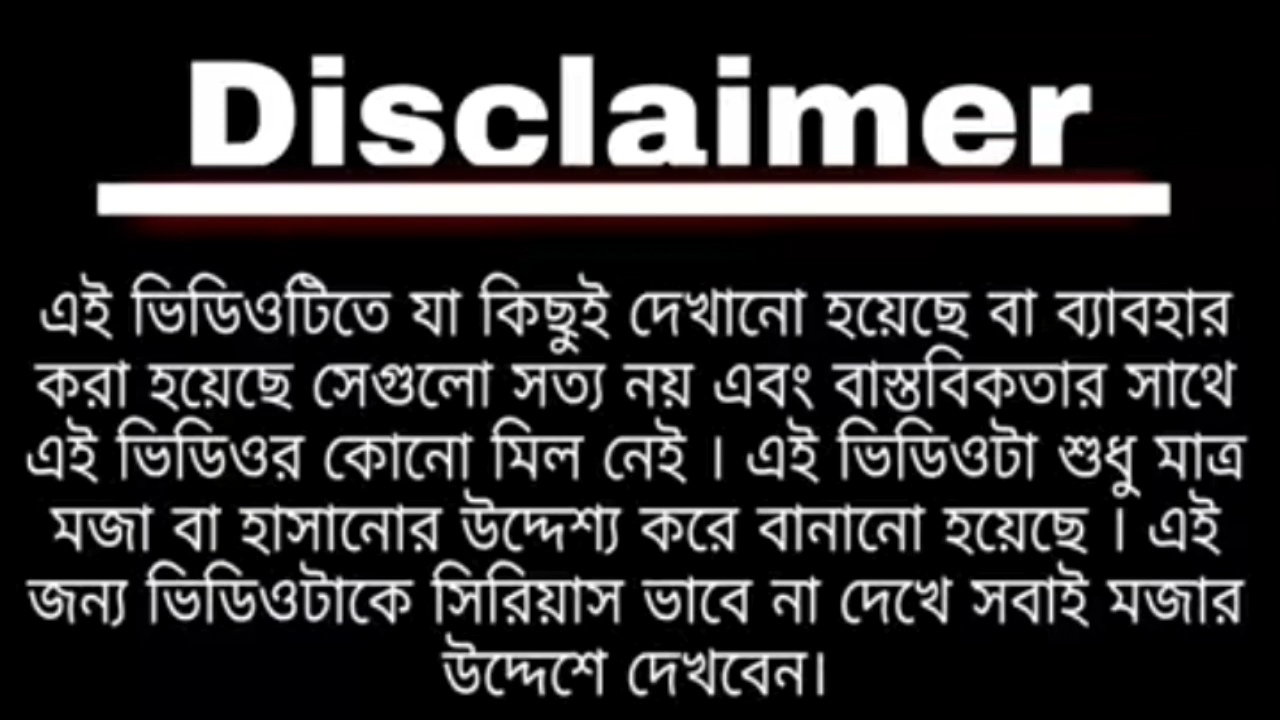 Disclaimer
এই ভিডিওটিতে যা কিছুই দেখানো হয়েছে বা ব্যাবহার
করা হয়েছে সেগুলো সত্য নয় এবং বাস্তবিকতার সাথে
এই ভিডিওর কোনো মিল নেই । এই ভিডিওটা শুধু মাত্র
মজা বা হাসানোর উদ্দেশ্য করে বানানো হয়েছে । এই
জন্য ভিডিওটাকে সিরিয়াস ভাবে না দেখে সবাই মজার
উদ্দেশে দেখবেন।